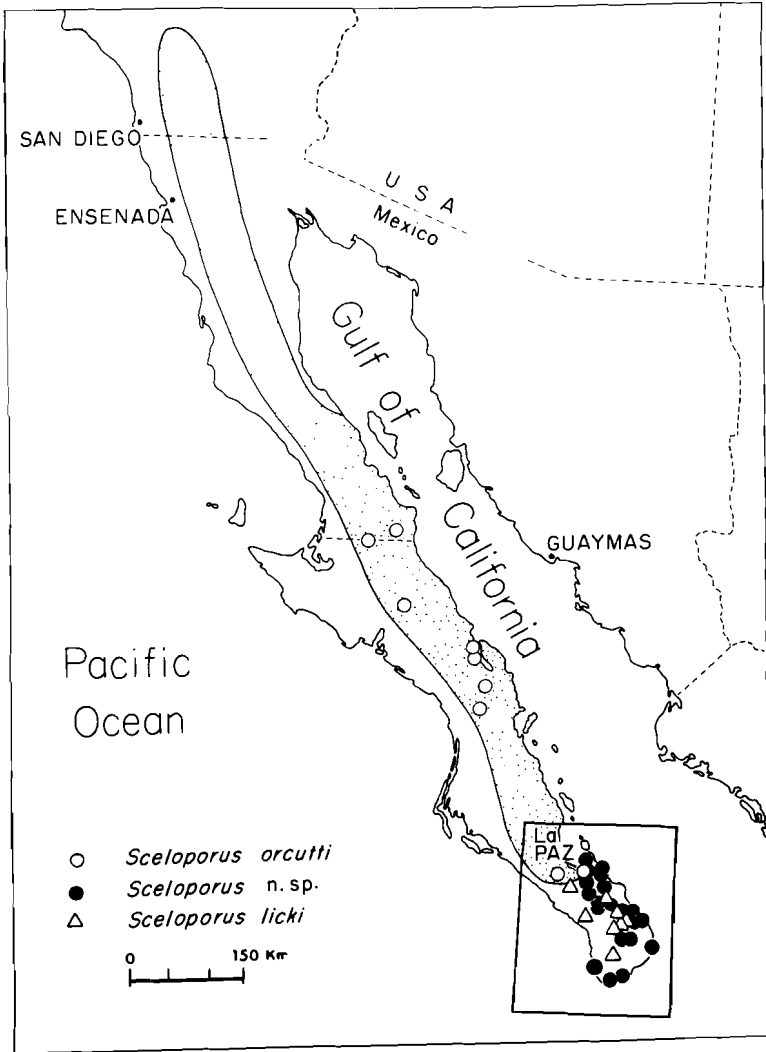 SAN DIEGO
ENSENADA
U S A
Mexico
Gulf of
California
GUAYMAS
Pacific
Ocean
La
PAZ
Sceloporus orcutti
Sceloporus n. sp.
Sceloporus licki
0 150 Km